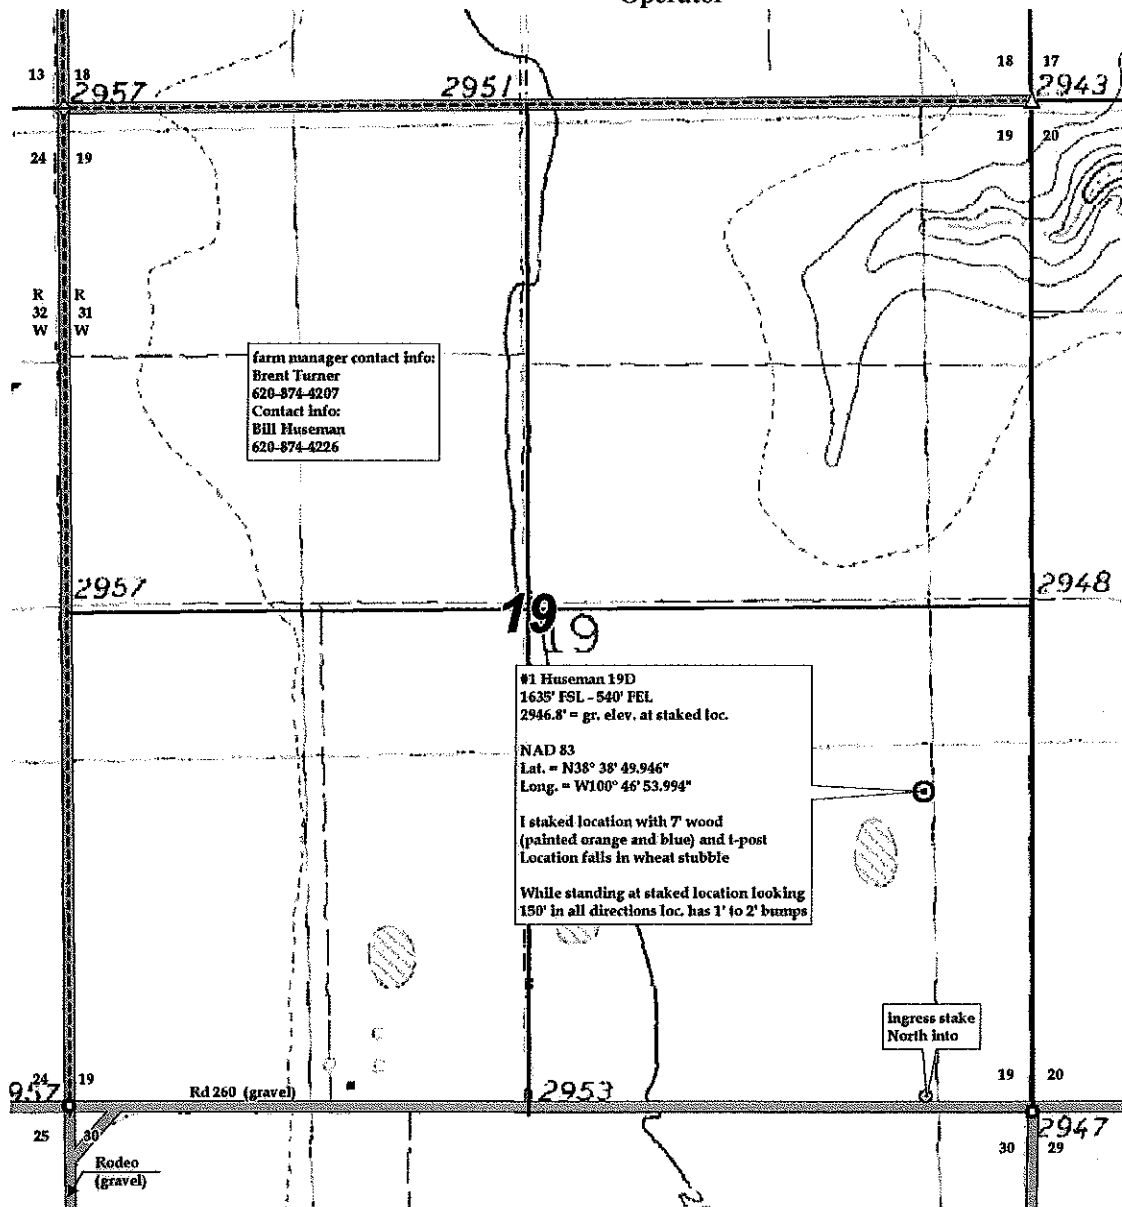 Operator
13 18
18 17
2957
2951
2943
24 19
19 20
R R
32 31
W W
farm manager contact info:
Brent Turner
620-874-4207
Contact info:
Bill Huseman
620-874-4226
2957
2948
19
19
#1 Huseman 19D
1635' FSL - 540' FEL
2946.8' = gr. elev. at staked loc.
NAD 83
Lat. = N38° 38' 49.946"
Long. = W100° 46' 53.994"
I staked location with 7' wood
(painted orange and blue) and t-post
Location falls in wheat stubble
While standing at staked location looking
150' in all directions loc. has 1' to 2' bumps
ingress stake
North into
24 19
19 20
2957
Rd 260 (gravel)
2953
2947
25 30
30 29
Rodeo
(gravel)